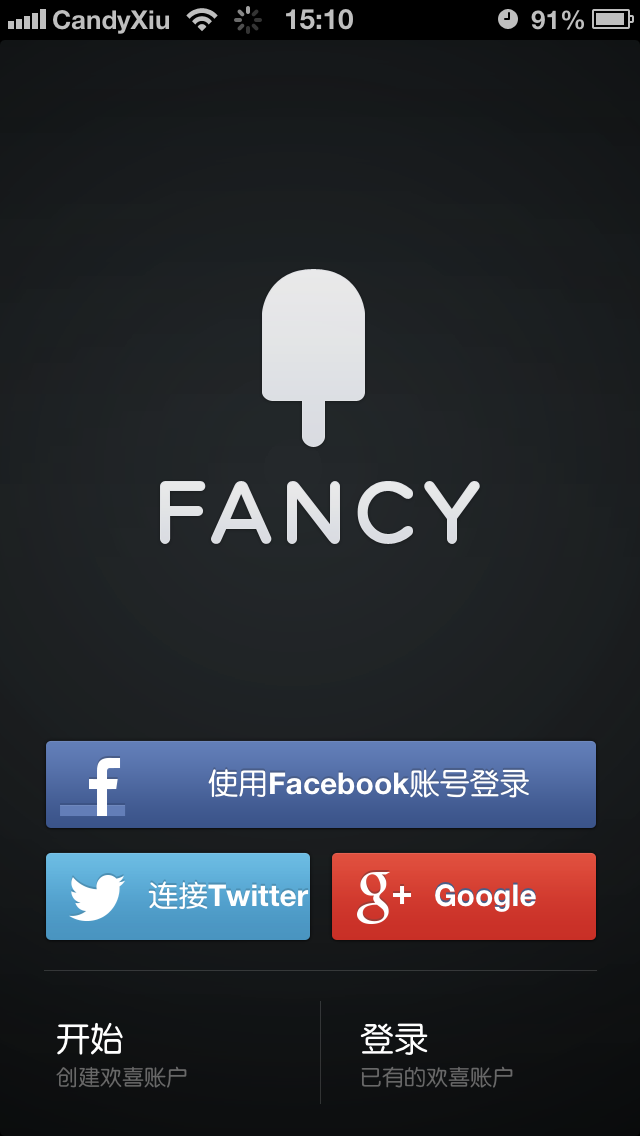 CandyXiu 15:10 91%
FANCY
使用Facebook账号登录
连接Twitter
g+ Google
开始
创建欢喜账户
登录
已有的欢喜账户